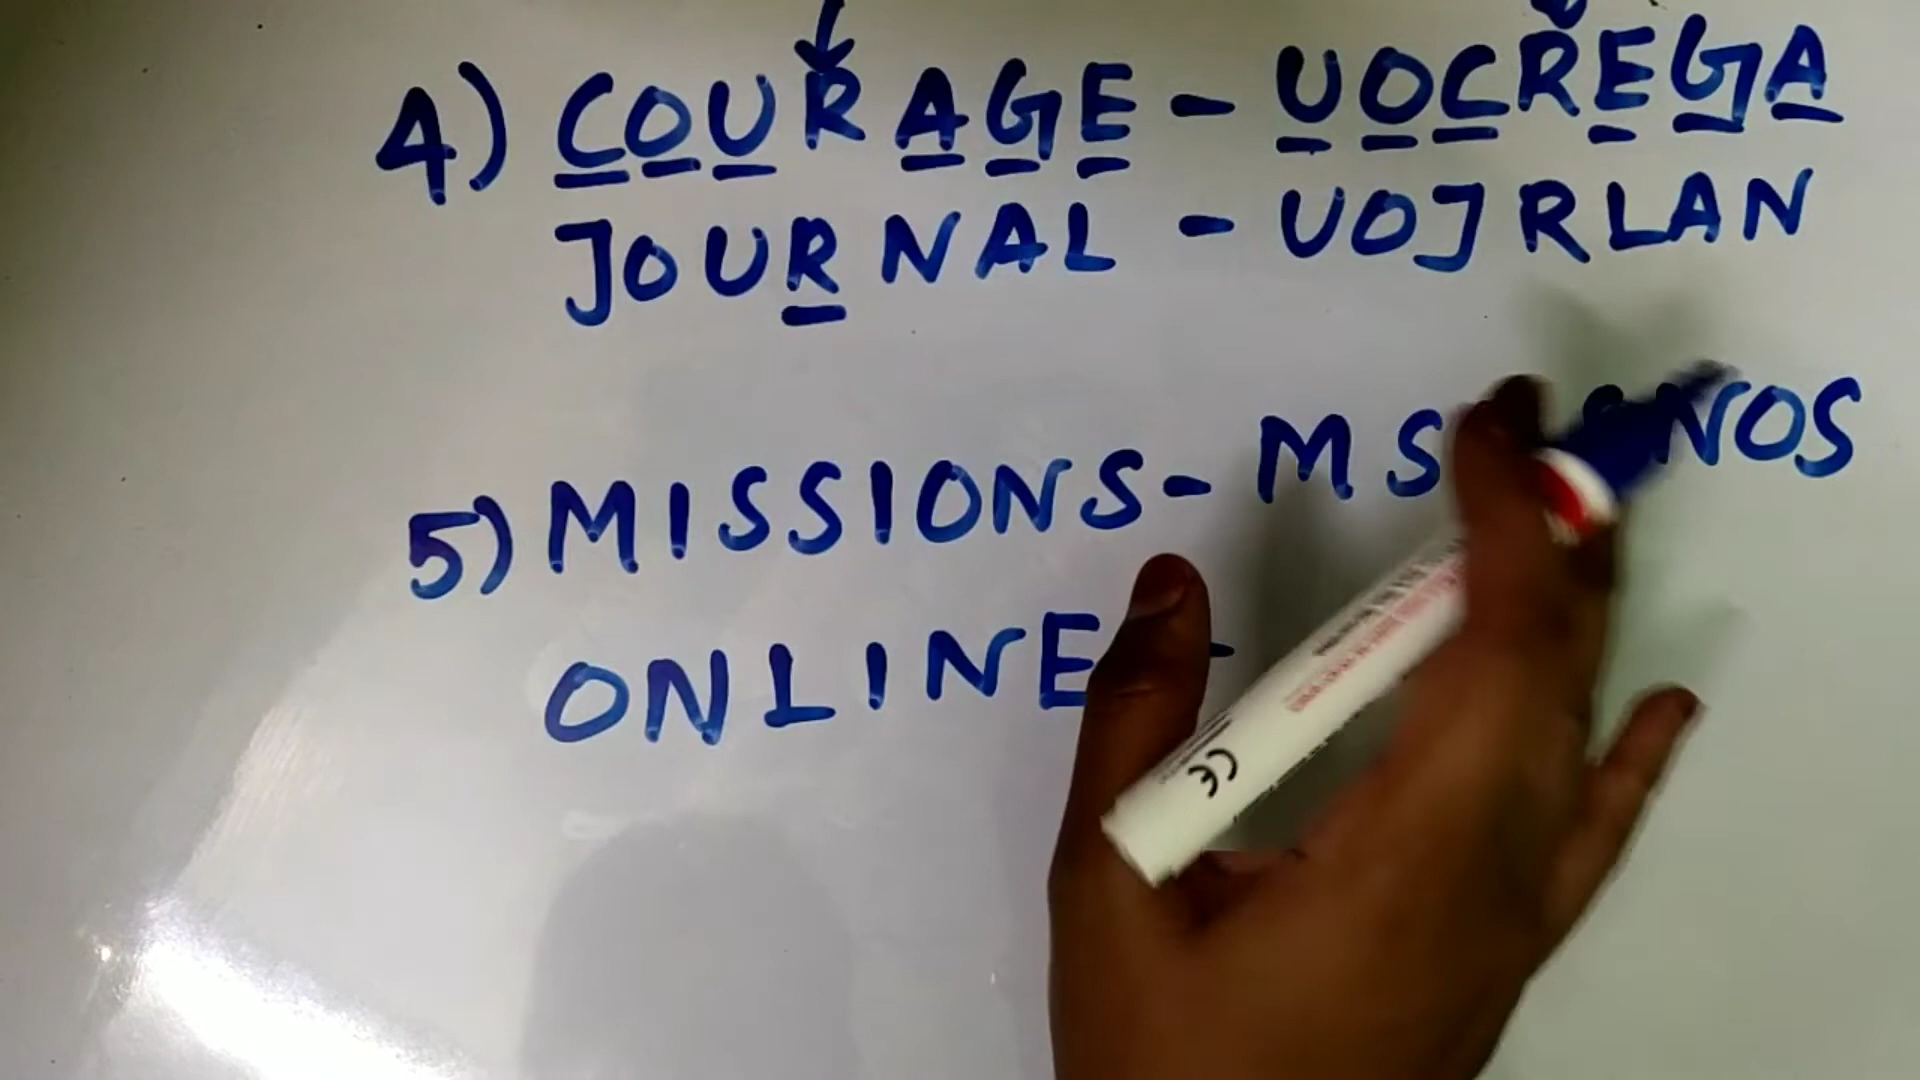 4) COURAGE - UOCREGA
JOURNAL - UOJRLAN
5) MISSIONS - MS NOS
ONLINE -
CE